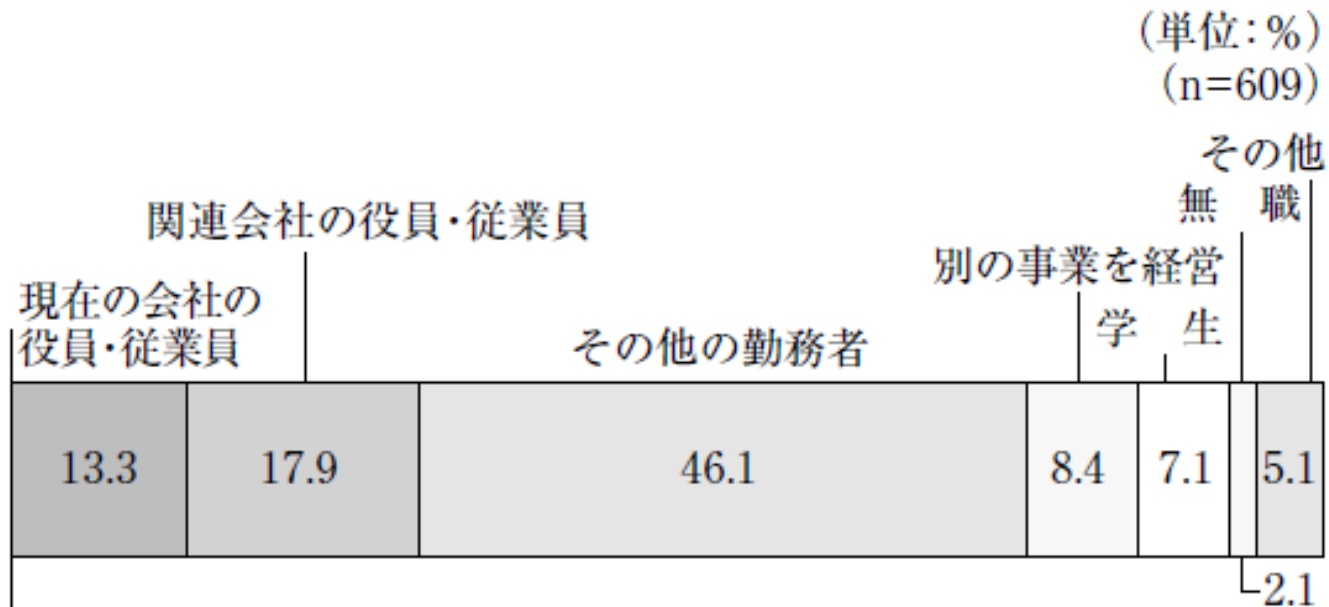 (単位:%)
(n=609)
その他
無職
関連会社の役員・従業員
別の事業を経営
現在の会社の
役員・従業員
学生
その他の勤務者
13.3
17.9
46.1
8.4
7.1
5.1
2.1